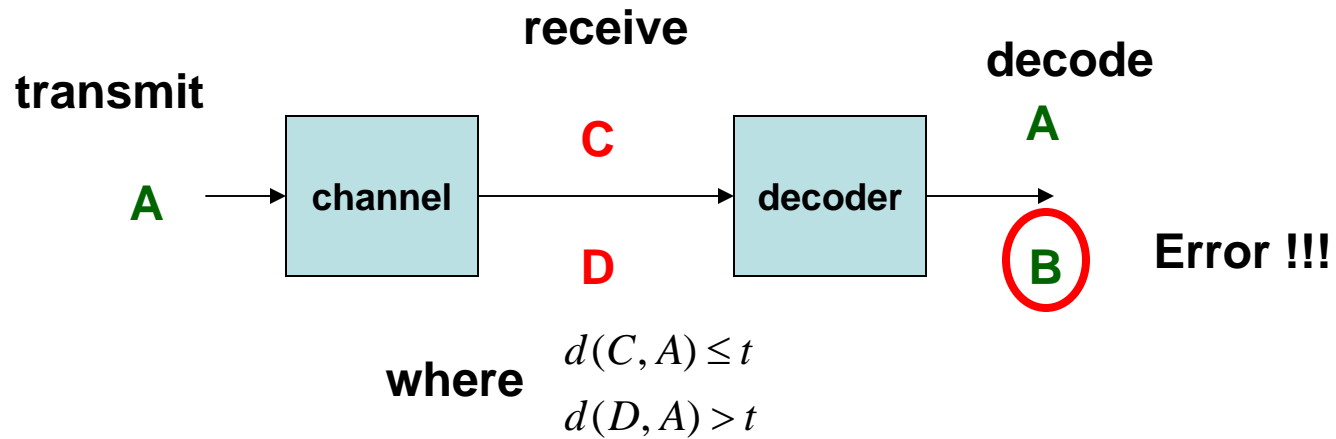 receive
decode
transmit
C
A
A
channel
decoder
D
B
Error !!!
where
d(C, A) ≤ t
d(D, A) > t